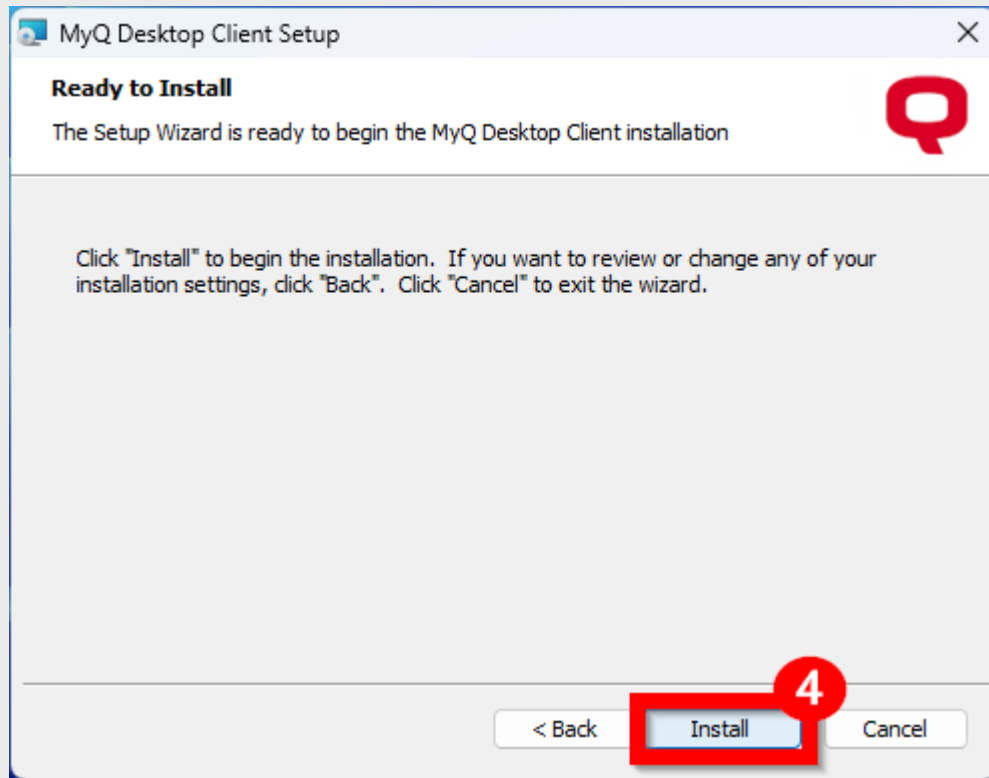 MyQ Desktop Client Setup
Ready to Install
The Setup Wizard is ready to begin the MyQ Desktop Client installation
Click "Install" to begin the installation.  If you want to review or change any of your
installation settings, click "Back".  Click "Cancel" to exit the wizard.
4
< Back Install Cancel